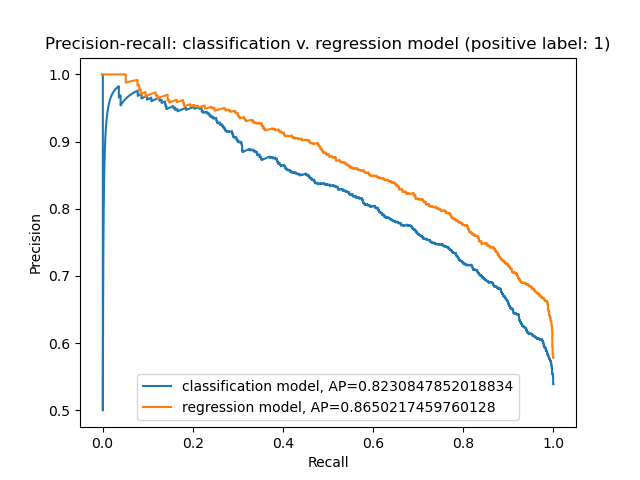 Precision-recall: classification v. regression model (positive label: 1)
1.0
0.9
0.8
0.7
0.6
0.5
Precision
classification model, AP=0.8230847852018834
regression model, AP=0.8650217459760128
0.0 0.2 0.4 0.6 0.8 1.0
Recall